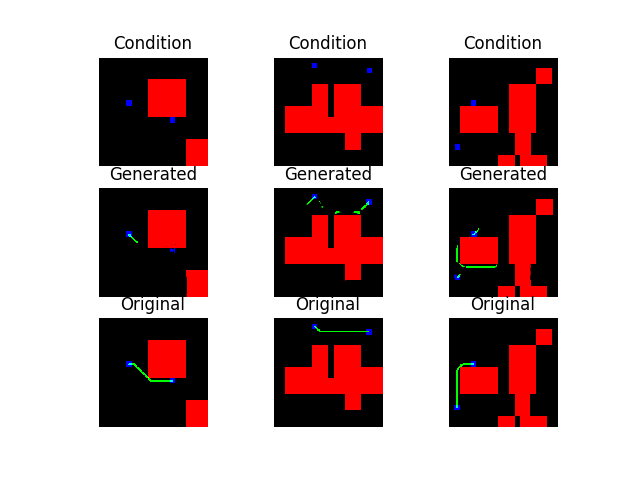 Condition Condition Condition
Generated Generated Generated
Original Original Original